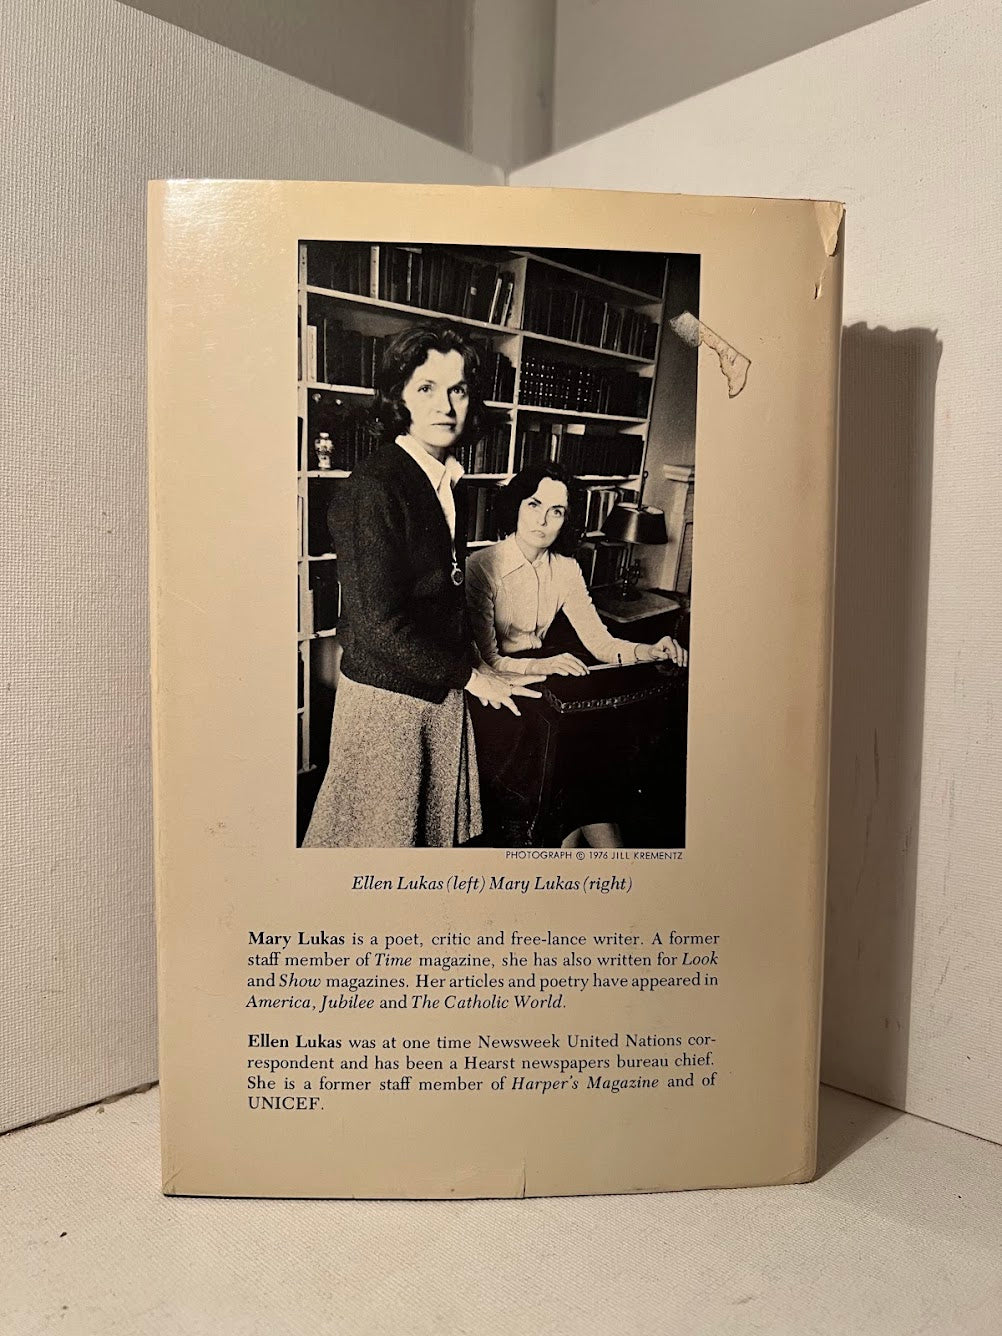 PHOTOGRAPH © 1976 JILL KREMENTZ
Ellen Lukas (left) Mary Lukas (right)
Mary Lukas is a poet, critic and free-lance writer. A former
staff member of Time magazine, she has also written for Look
and Show magazines. Her articles and poetry have appeared in
America, Jubilee and The Catholic World.
Ellen Lukas was at one time Newsweek United Nations cor-
respondent and has been a Hearst newspapers bureau chief.
She is a former staff member of Harper's Magazine and of
UNICEF.